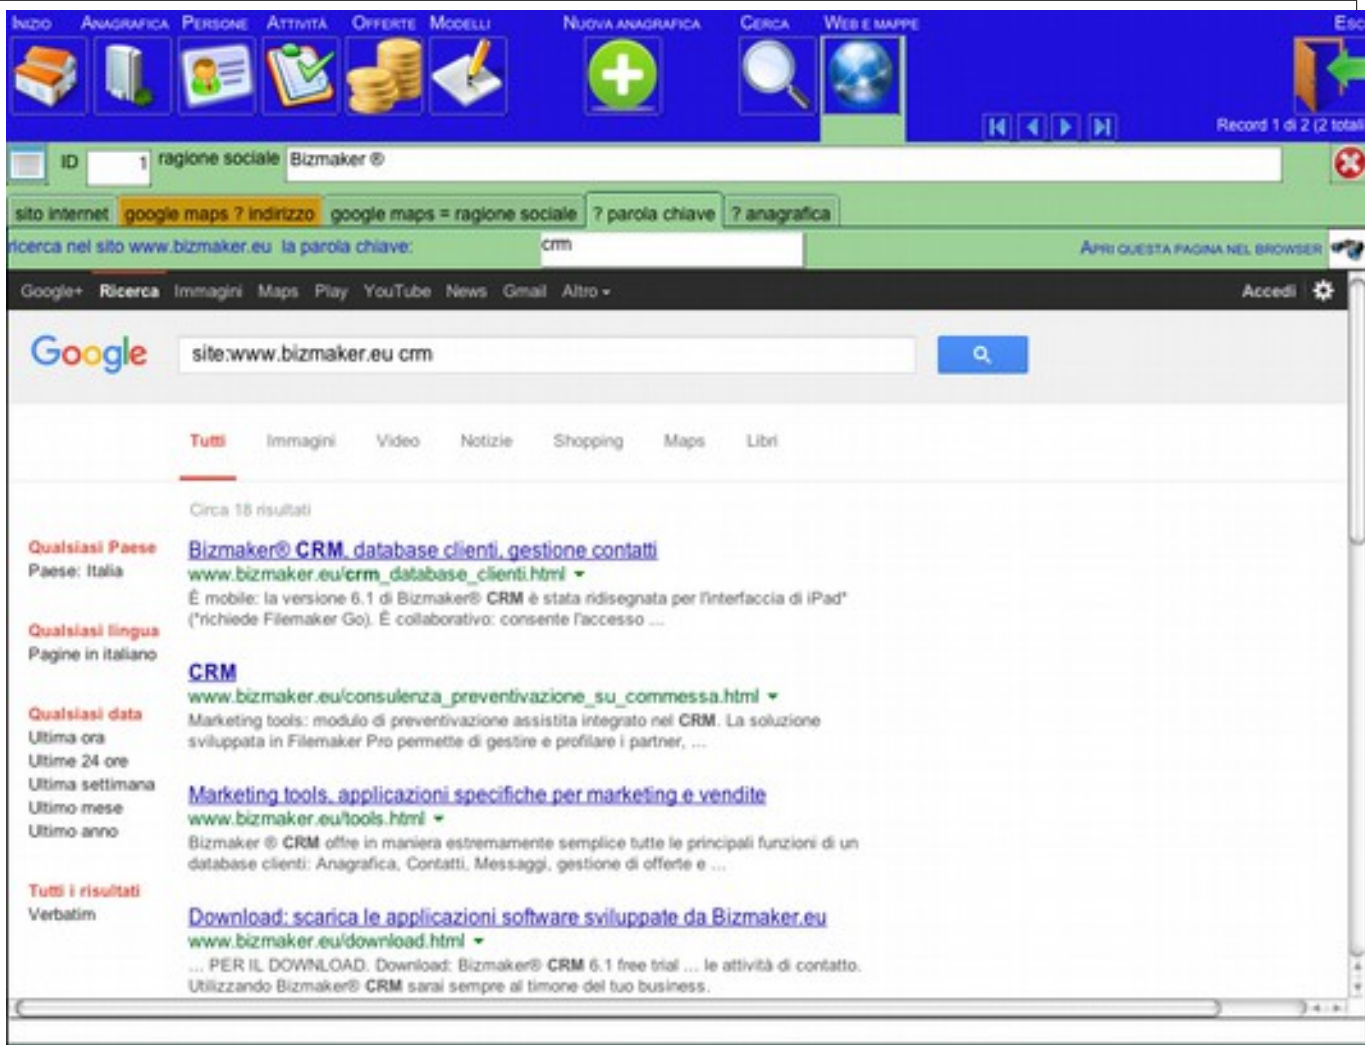 Inizio Anagrafica Persone Attività Offerte Modelli Nuova anagrafica Cerca Web e mappe Esc
Record 1 di 2 (2 totali
ID 1 ragione sociale Bizmaker ®
sito internet google maps ? indirizzo google maps = ragione sociale ? parola chiave ? anagrafica
ricerca nel sito www.bizmaker.eu la parola chiave: crm Apri questa pagina nel browser
Google+ Ricerca Immagini Maps Play YouTube News Gmail Altro Accedi
Google site:www.bizmaker.eu crm
Tutti Immagini Video Notizie Shopping Maps Libri
Circa 18 risultati
Qualsiasi Paese
Paese: Italia
Qualsiasi lingua
Pagine in italiano
Qualsiasi data
Ultima ora
Ultime 24 ore
Ultima settimana
Ultimo mese
Ultimo anno
Tutti i risultati
Verbatim
Bizmaker® CRM, database clienti, gestione contatti
www.bizmaker.eu/crm_database_clienti.html
È mobile: la versione 6.1 di Bizmaker® CRM è stata ridisegnata per l'interfaccia di iPad*
(*richiede Filemaker Go). È collaborativo: consente l'accesso ...
CRM
www.bizmaker.eu/consulenza_preventivazione_su_commessa.html
Marketing tools: modulo di preventivazione assistita integrato nel CRM. La soluzione
sviluppata in Filemaker Pro permette di gestire e profilare i partner, ...
Marketing tools, applicazioni specifiche per marketing e vendite
www.bizmaker.eu/tools.html
Bizmaker ® CRM offre in maniera estremamente semplice tutte le principali funzioni di un
database clienti: Anagrafica, Contatti, Messaggi, gestione di offerte e ...
Download: scarica le applicazioni software sviluppate da Bizmaker.eu
www.bizmaker.eu/download.html
... PER IL DOWNLOAD. Download: Bizmaker® CRM 6.1 free trial ... le attività di contatto.
Utilizzando Bizmaker® CRM sarai sempre al timone del tuo business.